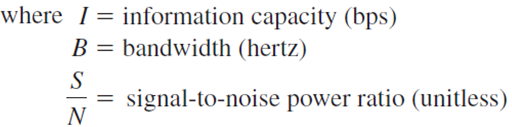 where I = information capacity (bps)
B = bandwidth (hertz)
S
N
= signal-to-noise power ratio (unitless)